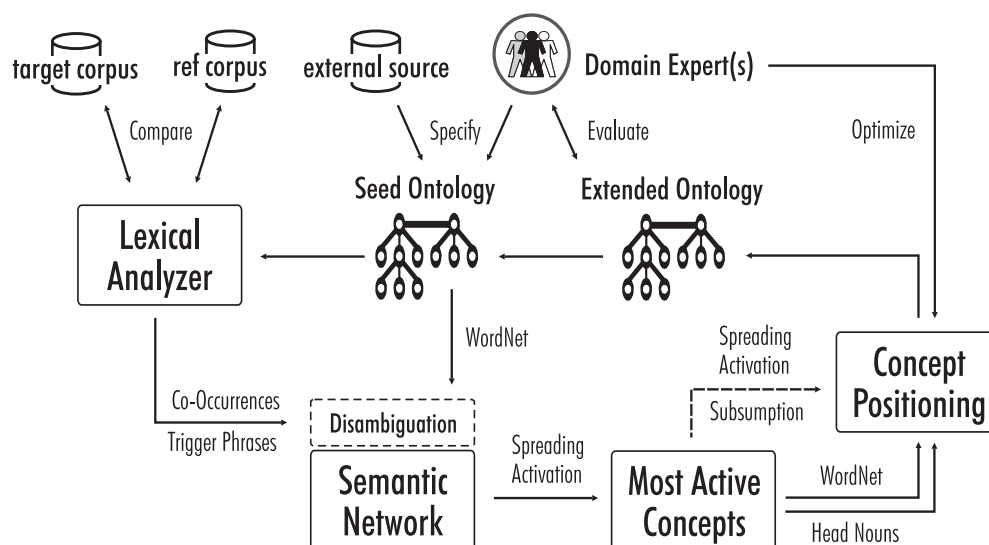 target corpus
ref corpus
external source
Domain Expert(s)
Compare
Specify
Evaluate
Optimize
Seed Ontology
Extended Ontology
Lexical
Analyzer
WordNet
Spreading
Activation
Subsumption
Concept
Positioning
Co-Occurrences
Trigger Phrases
Disambiguation
Semantic
Network
Spreading
Activation
Most Active
Concepts
WordNet
Head Nouns